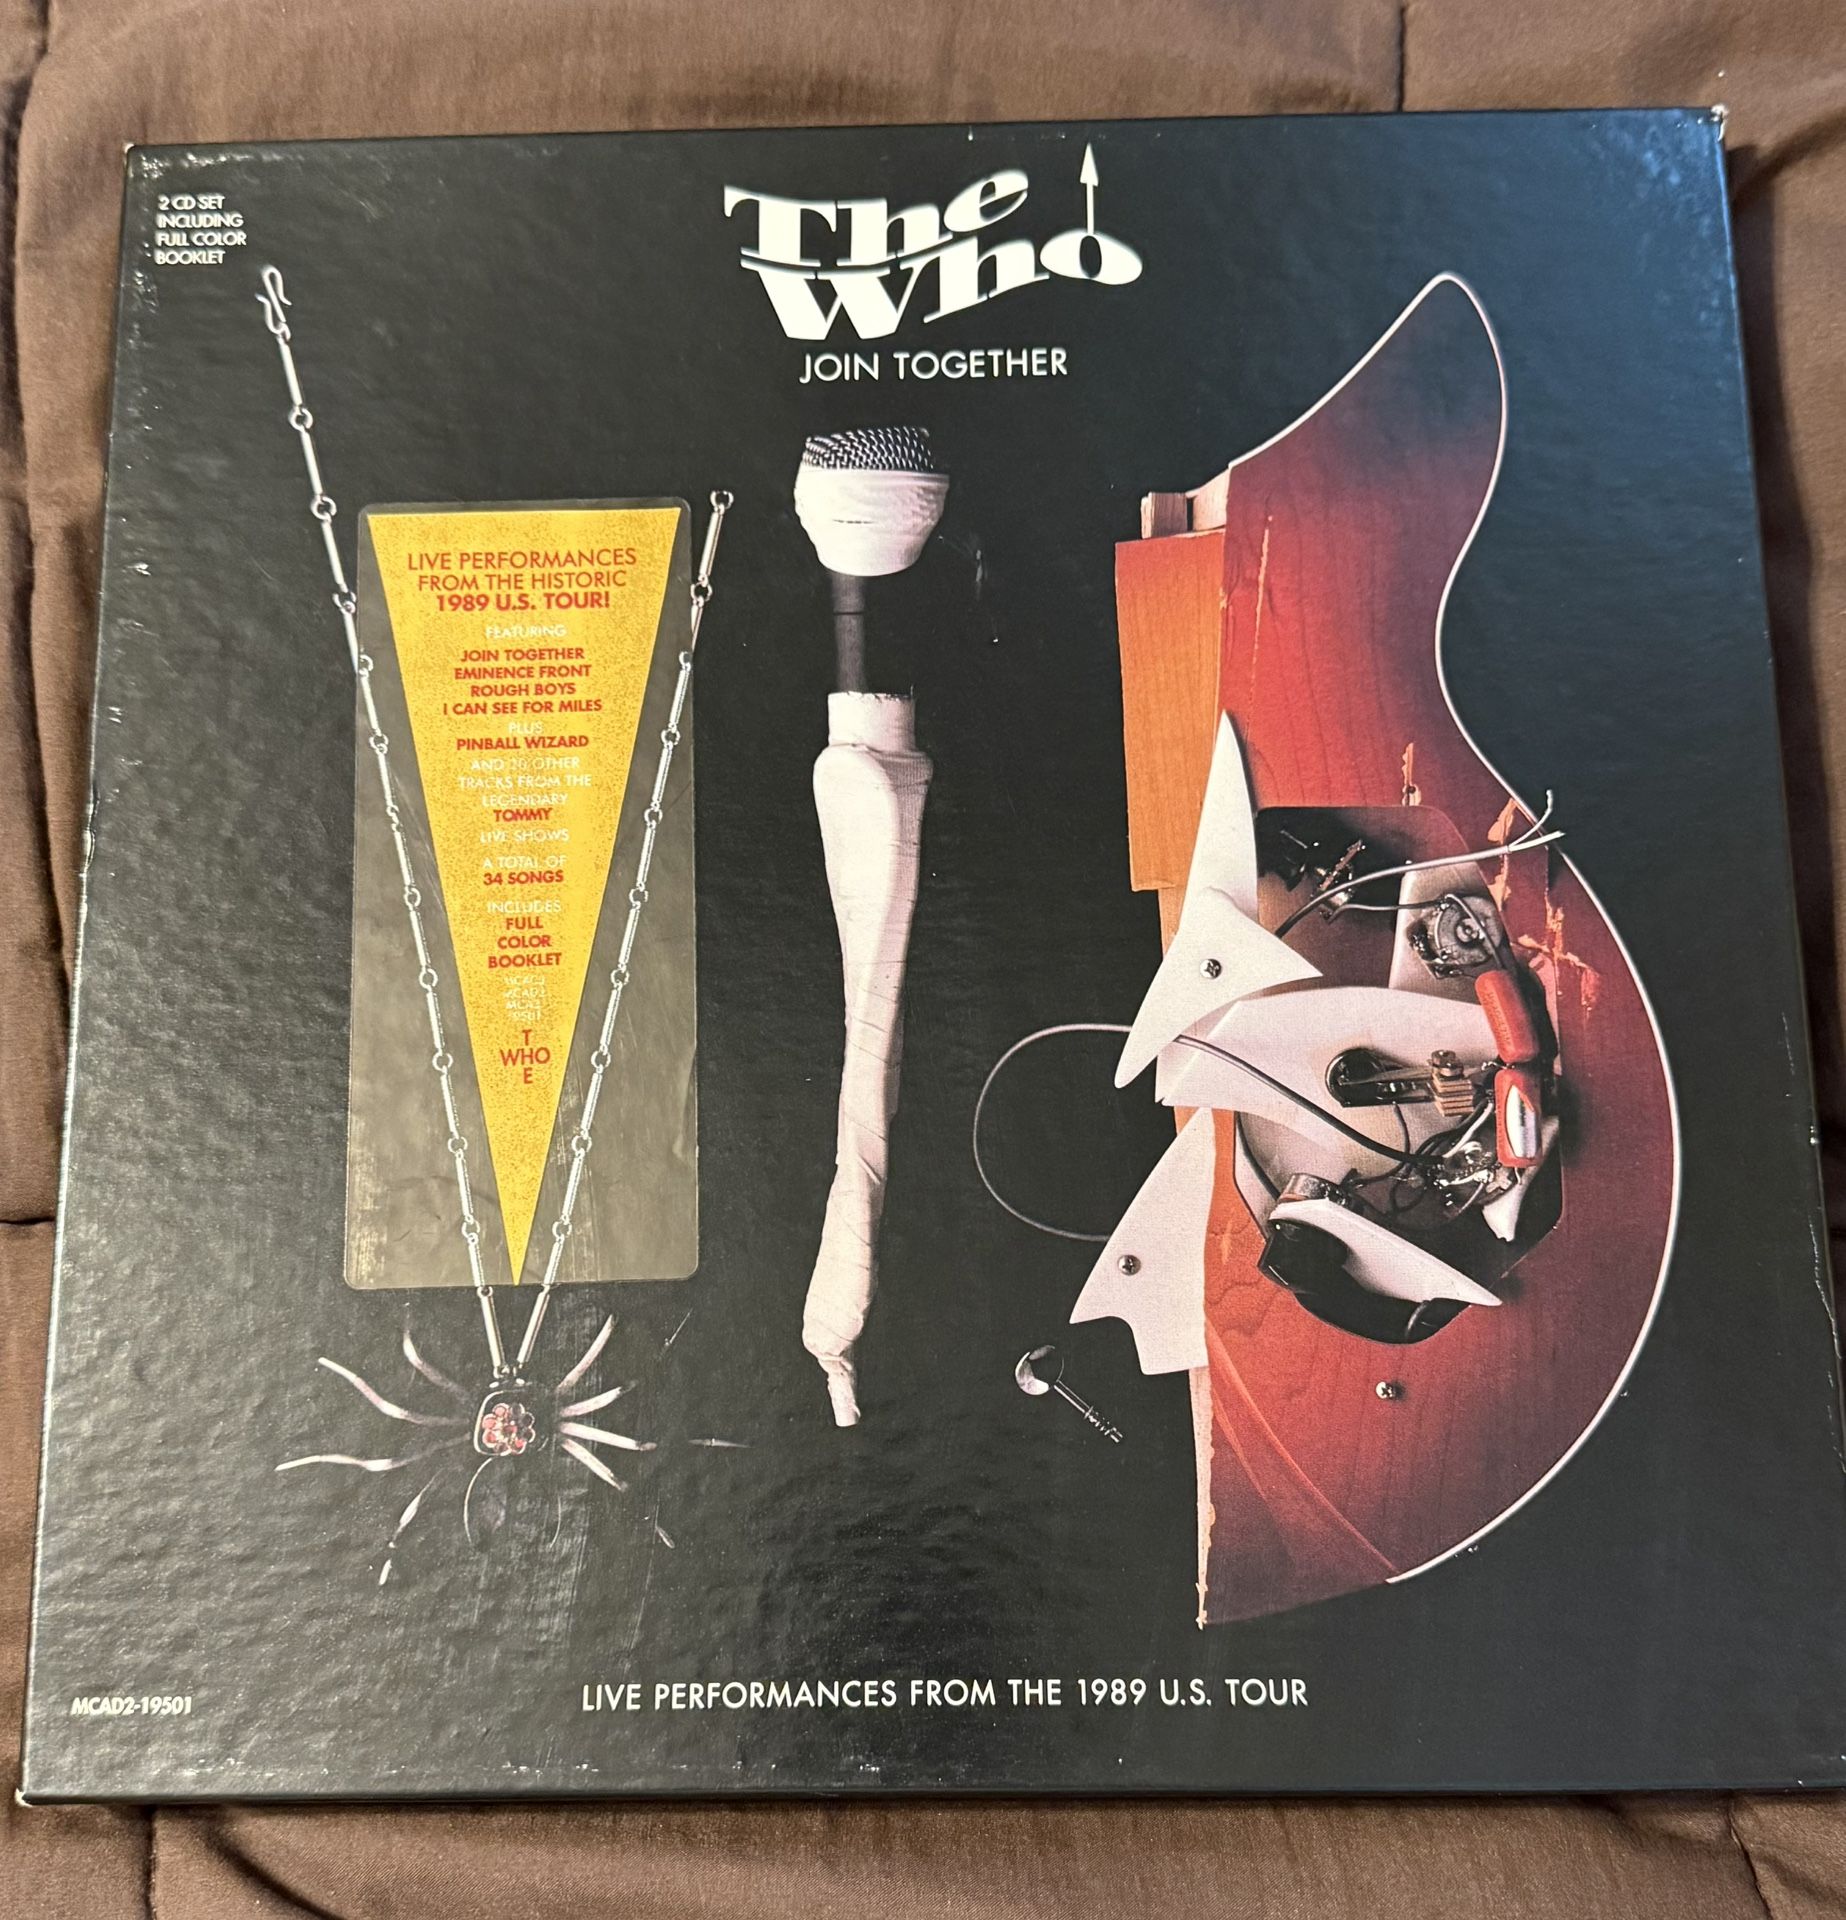 2 CD SET
INCLUDING
FULL COLOR
BOOKLET
The
Who
JOIN TOGETHER
LIVE PERFORMANCES
FROM THE HISTORIC
1989 U.S. TOUR!
FEATURING
JOIN TOGETHER
EMINENCE FRONT
ROUGH BOYS
I CAN SEE FOR MILES
PLUS
PINBALL WIZARD
AND 20 OTHER
TRACKS FROM THE
LEGENDARY
TOMMY
LIVE SHOWS
A TOTAL OF
34 SONGS
INCLUDES
FULL
COLOR
BOOKLET
MCAD2
19501
T
WHO
E
MCAD2-19501
LIVE PERFORMANCES FROM THE 1989 U.S. TOUR